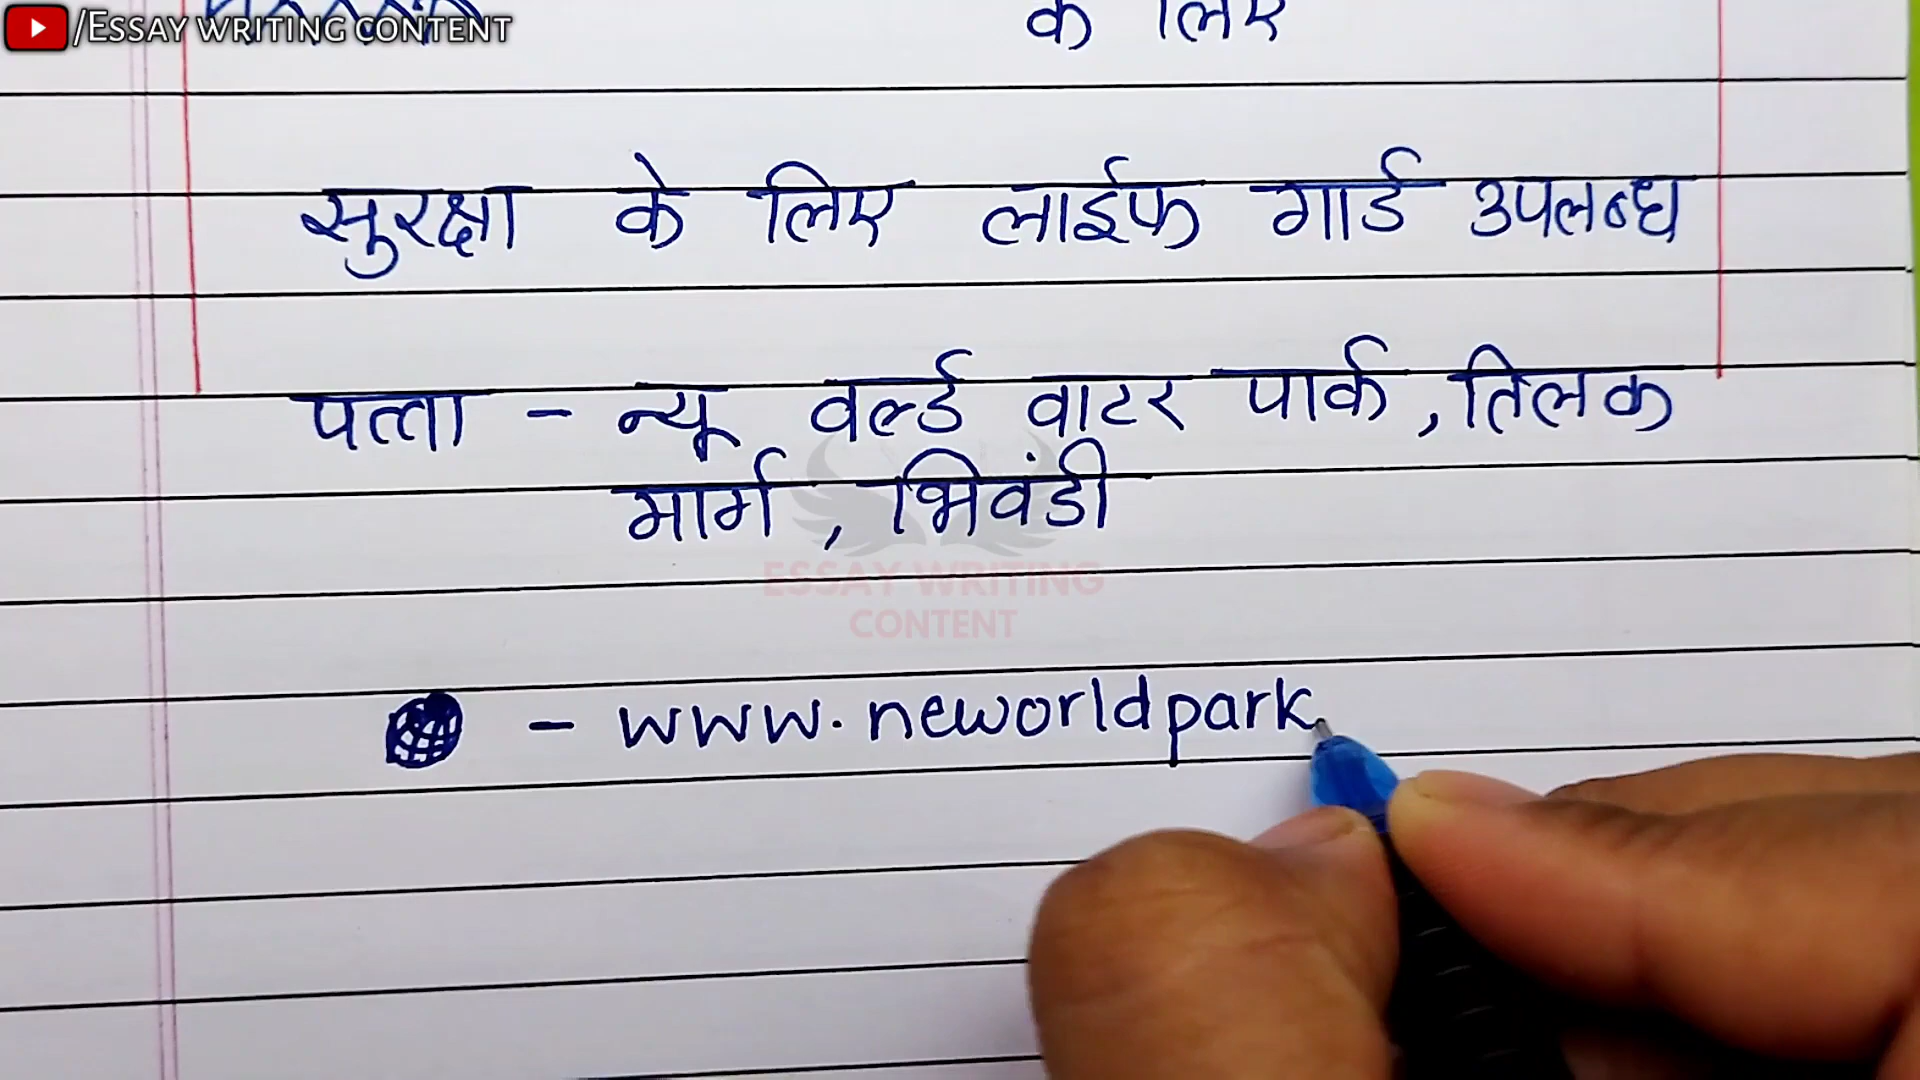 /ESSAY WRITING CONTENT
के लिए
सुरक्षा के लिए लाईफ गार्ड उपलब्ध
पत्ता - न्यू वर्ल्ड वाटर पार्क, तिलक
मार्ग, भिवंडी
ESSAY WRITING
CONTENT
- www.neworldpark